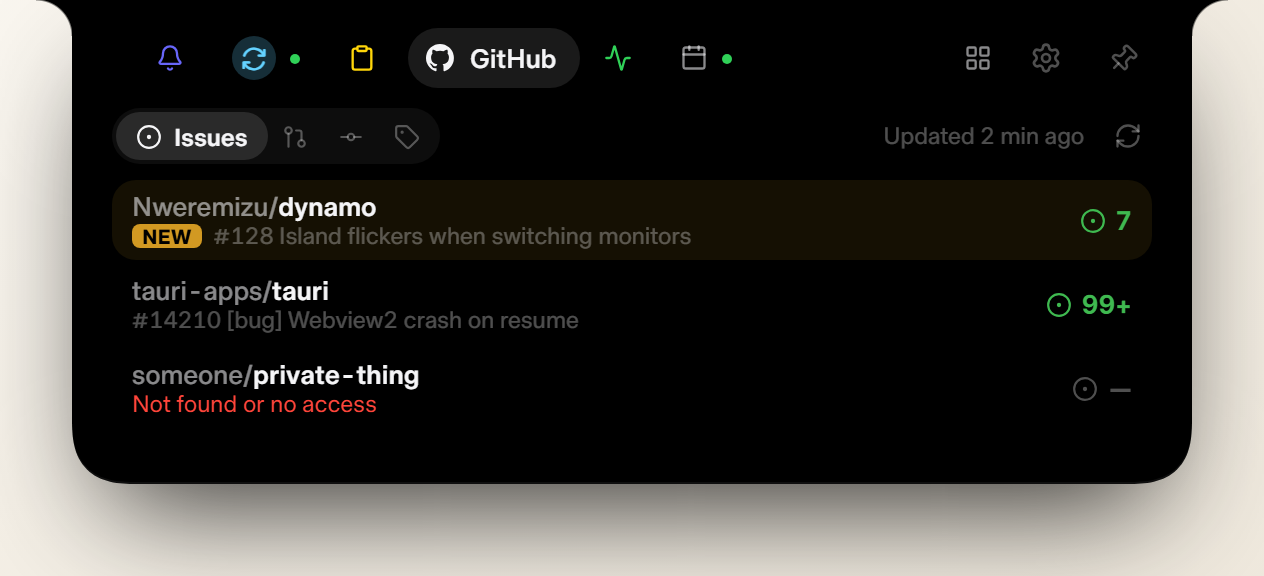 GitHub
Issues
Updated 2 min ago
Nweremizu/dynamo
NEW #128 Island flickers when switching monitors
7
tauri-apps/tauri
#14210 [bug] Webview2 crash on resume
99+
someone/private-thing
Not found or no access
—